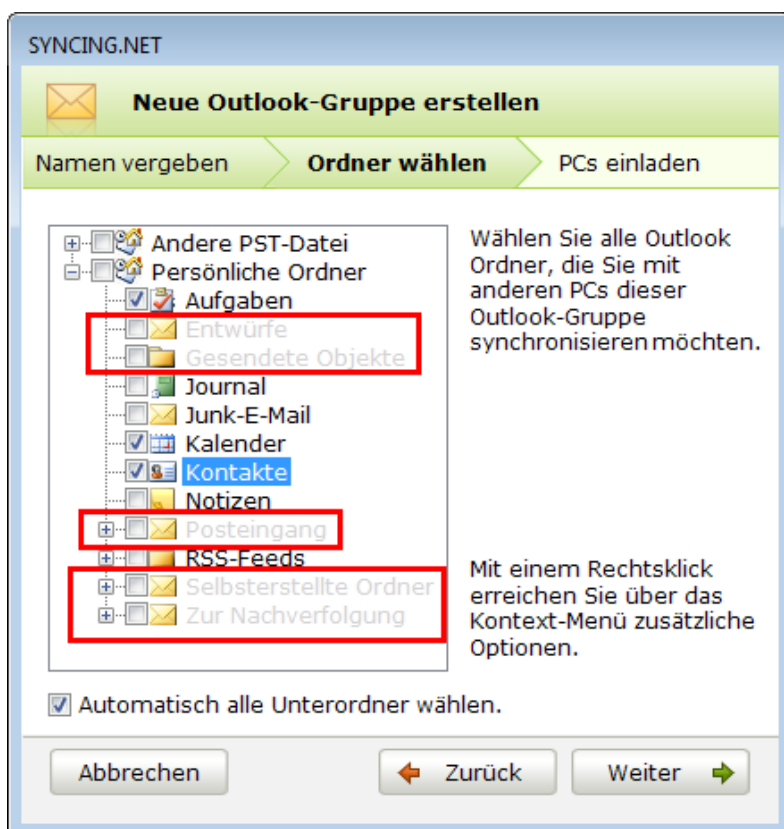 SYNCING.NET
Neue Outlook-Gruppe erstellen
Namen vergeben
Ordner wählen
PCs einladen
Andere PST-Datei
Persönliche Ordner
Aufgaben
Entwürfe
Gesendete Objekte
Journal
Junk-E-Mail
Kalender
Kontakte
Notizen
Posteingang
RSS-Feeds
Selbsterstellte Ordner
Zur Nachverfolgung
Wählen Sie alle Outlook
Ordner, die Sie mit
anderen PCs dieser
Outlook-Gruppe
synchronisieren möchten.
Mit einem Rechtsklick
erreichen Sie über das
Kontext-Menü zusätzliche
Optionen.
Automatisch alle Unterordner wählen.
Abbrechen
Zurück
Weiter